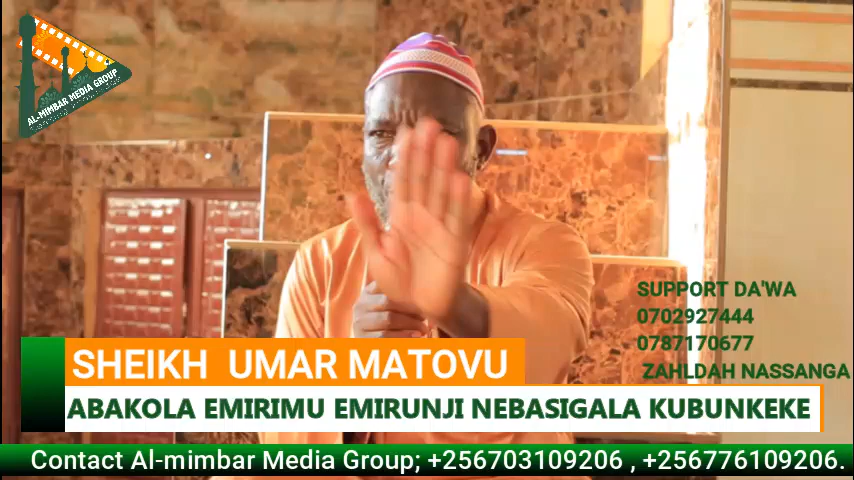 AL-MIMBAR MEDIA GROUP
SUPPORT DA'WA
0702927444
0787170677
ZAHLDAH NASSANGA
SHEIKH UMAR MATOVU
ABAKOLA EMIRIMU EMIRUNJI NEBASIGALA KUBUNKEKE
Contact Al-mimbar Media Group; +256703109206 , +256776109206.